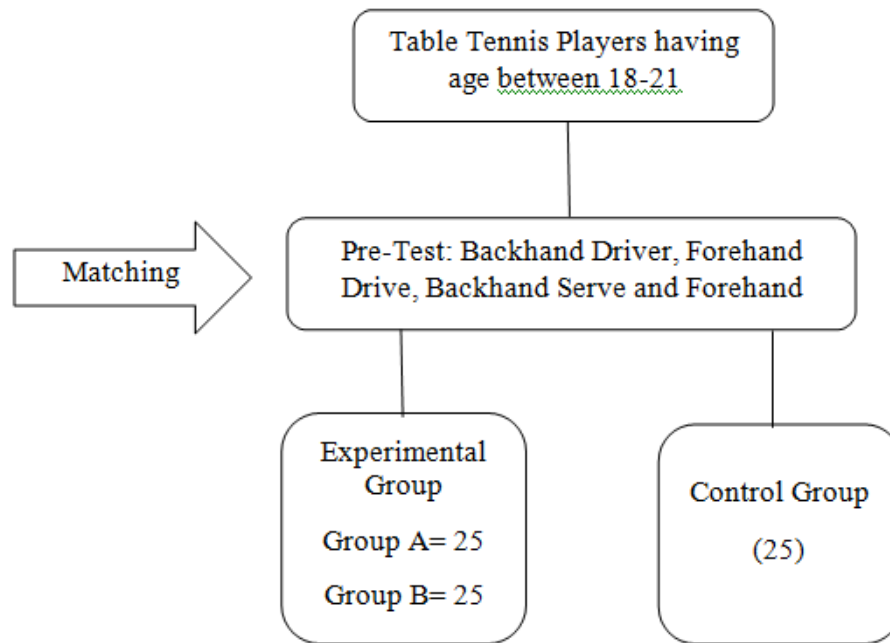 Table Tennis Players having
age between 18-21
Matching
Pre-Test: Backhand Driver, Forehand
Drive, Backhand Serve and Forehand
Experimental
Group
Group A= 25
Group B= 25
Control Group
(25)